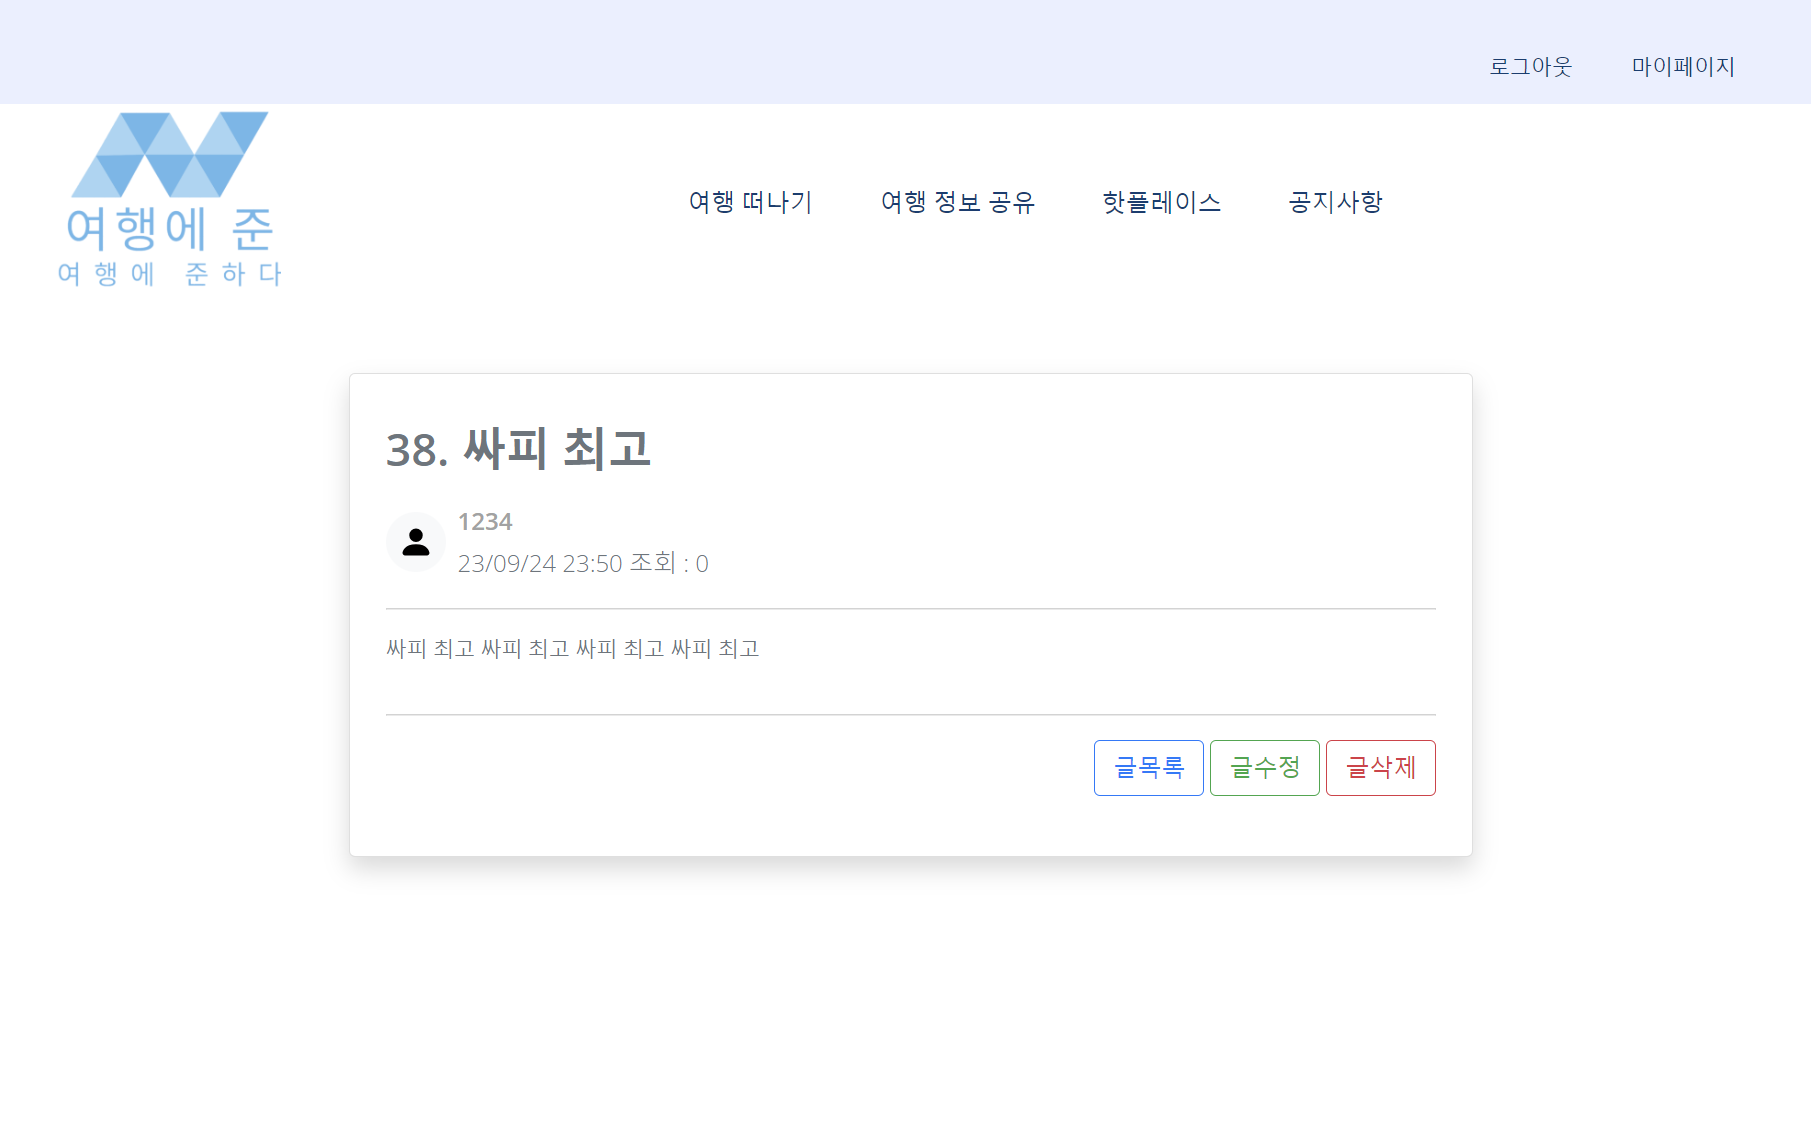 로그아웃 마이페이지
여행에 준
여행에 준하다
여행 떠나기 여행 정보 공유 핫플레이스 공지사항
38. 싸피 최고
1234
23/09/24 23:50 조회 : 0
싸피 최고 싸피 최고 싸피 최고 싸피 최고
글목록 글수정 글삭제